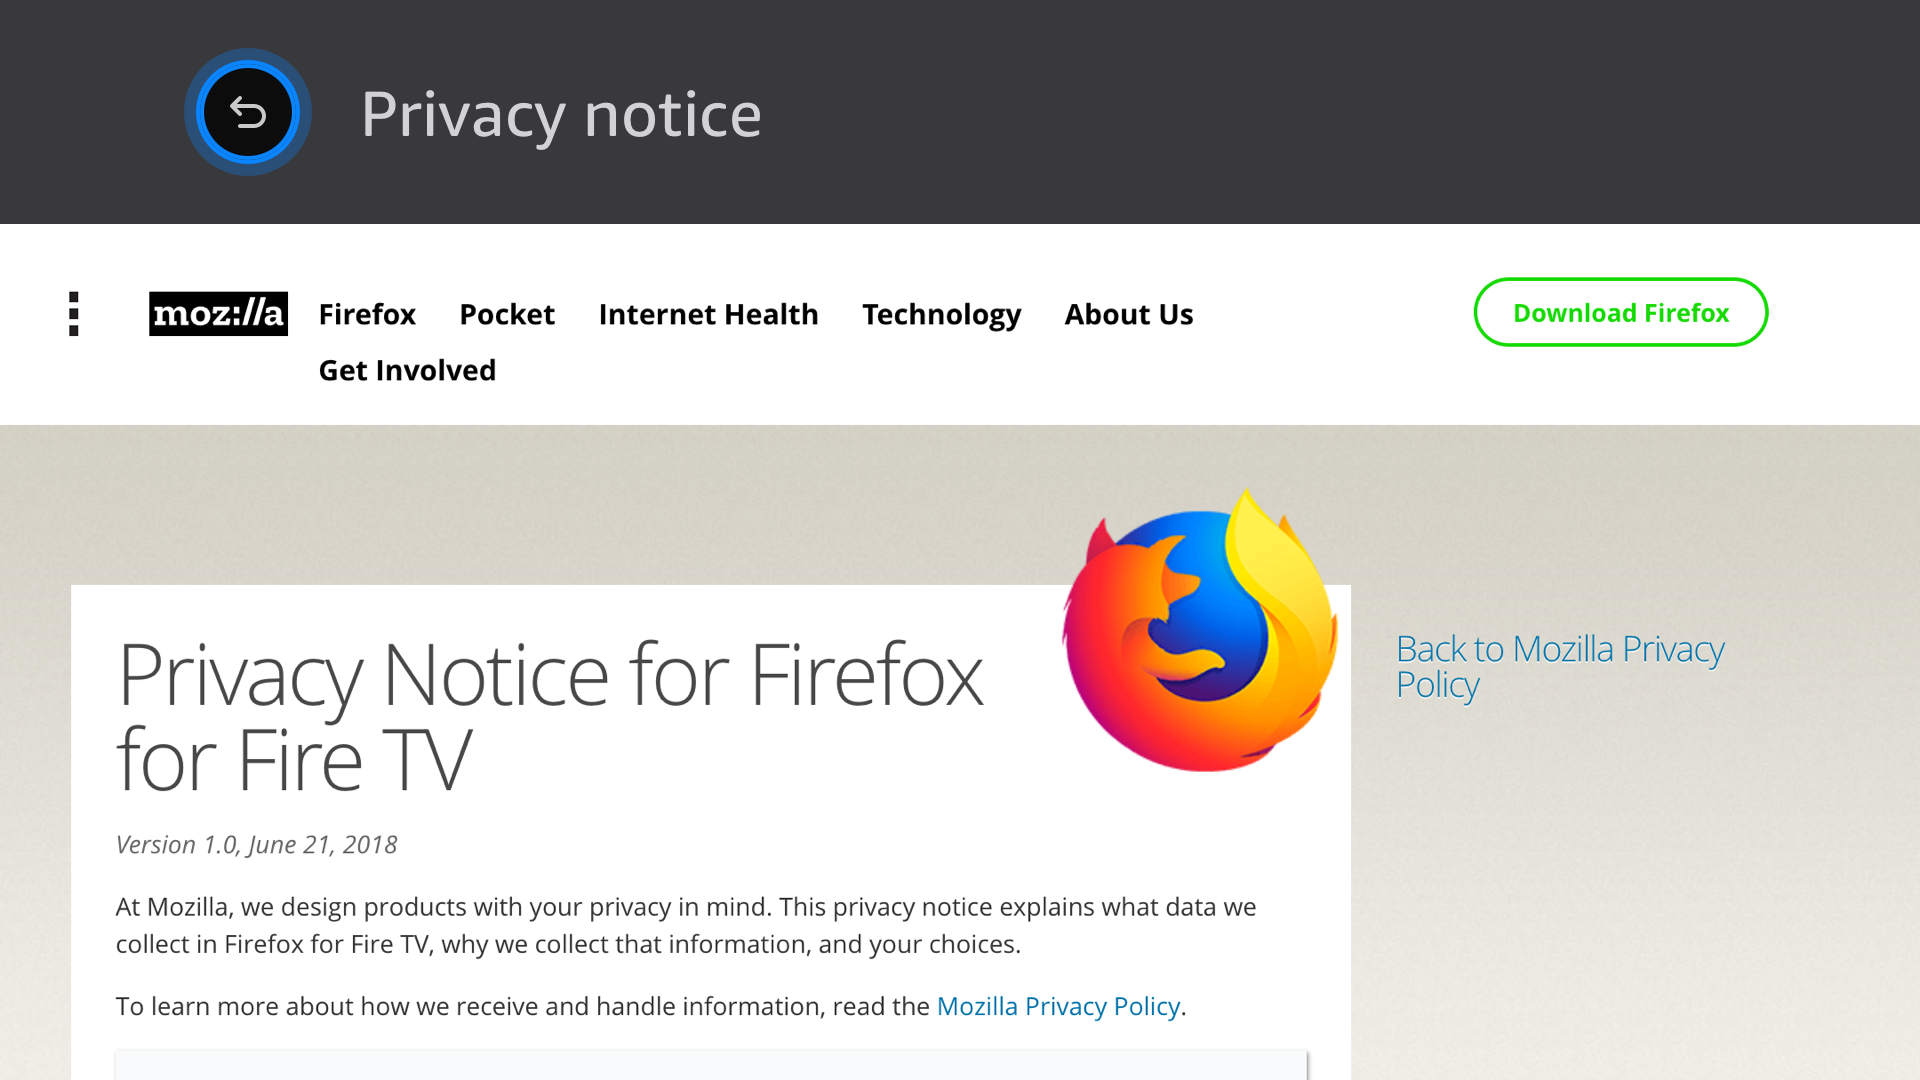 Privacy notice
moz://a Firefox Pocket Internet Health Technology About Us Download Firefox
Get Involved
Privacy Notice for Firefox
for Fire TV
Back to Mozilla Privacy
Policy
Version 1.0, June 21, 2018
At Mozilla, we design products with your privacy in mind. This privacy notice explains what data we
collect in Firefox for Fire TV, why we collect that information, and your choices.
To learn more about how we receive and handle information, read the Mozilla Privacy Policy.